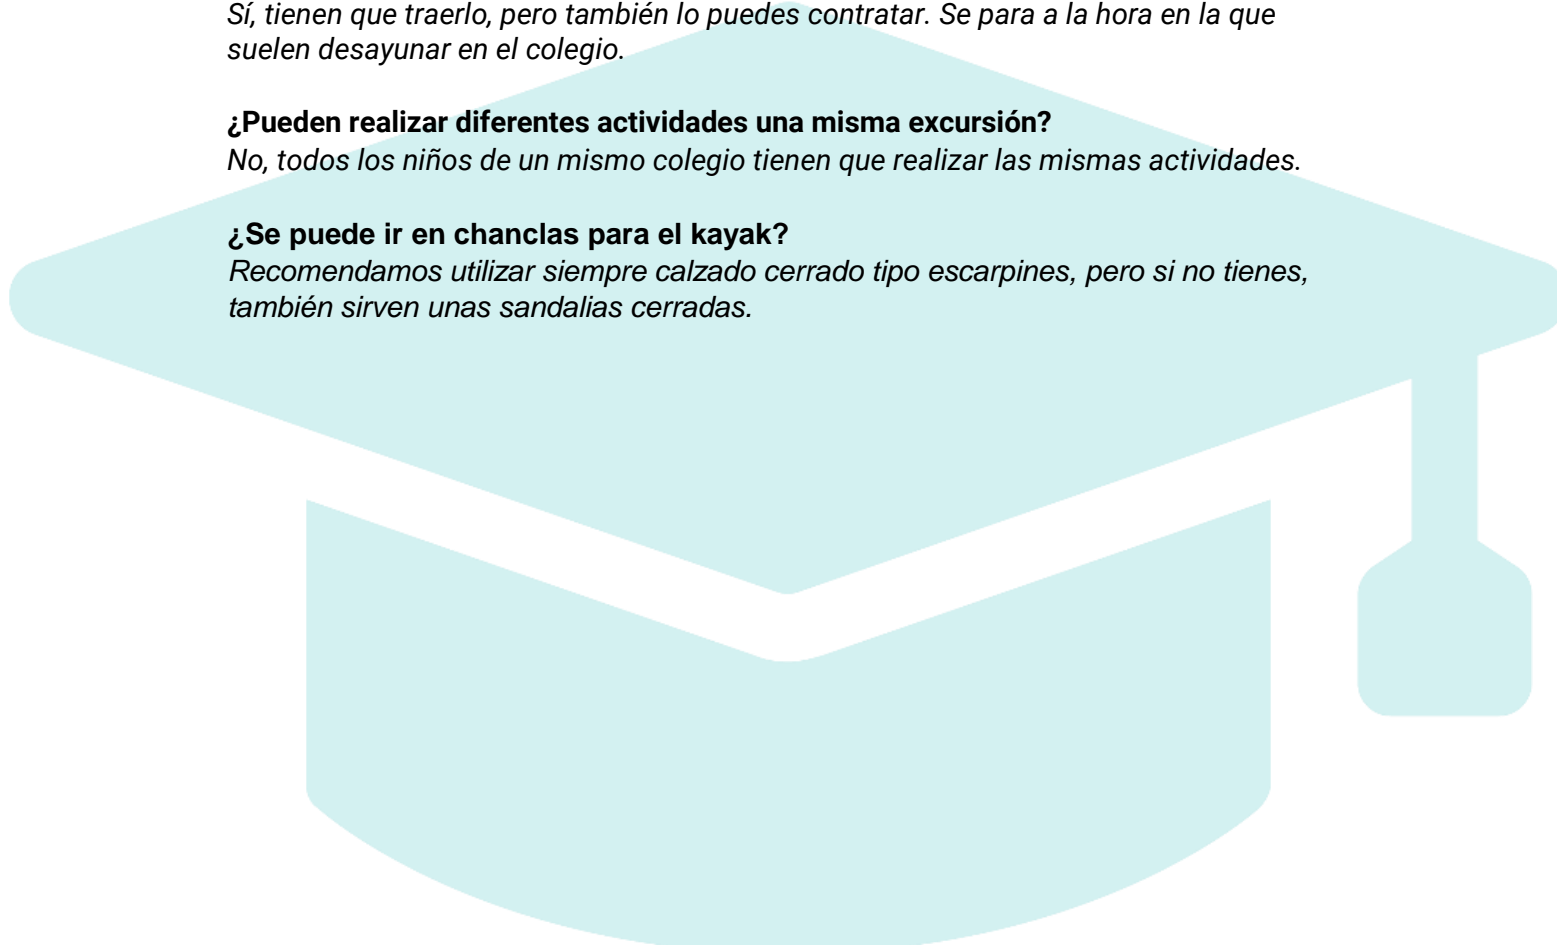 Sí, tienen que traerlo, pero también lo puedes contratar. Se para a la hora en la que
suelen desayunar en el colegio.
¿Pueden realizar diferentes actividades una misma excursión?
No, todos los niños de un mismo colegio tienen que realizar las mismas actividades.
¿Se puede ir en chanclas para el kayak?
Recomendamos utilizar siempre calzado cerrado tipo escarpines, pero si no tienes,
también sirven unas sandalias cerradas.